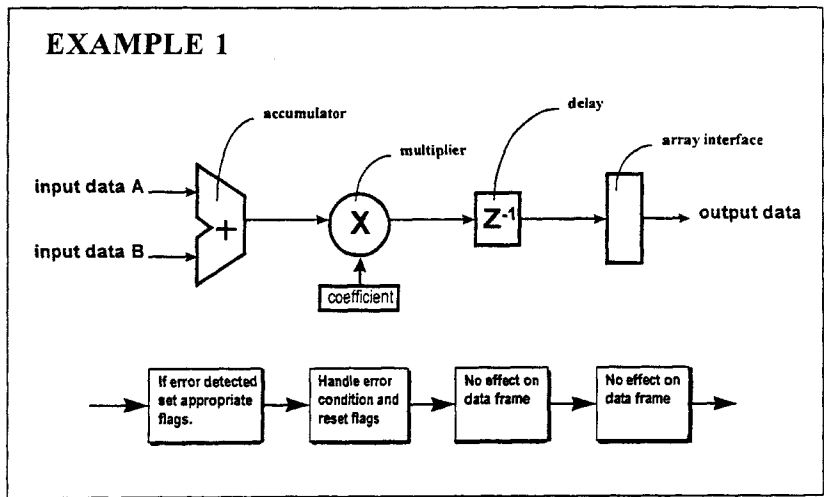 EXAMPLE 1
accumulator
multiplier
delay
array interface
input data A
input data B
+
X
Z-1
output data
coefficient
If error detected
set appropriate
flags.
Handle error
condition and
reset flags
No effect on
data frame
No effect on
data frame